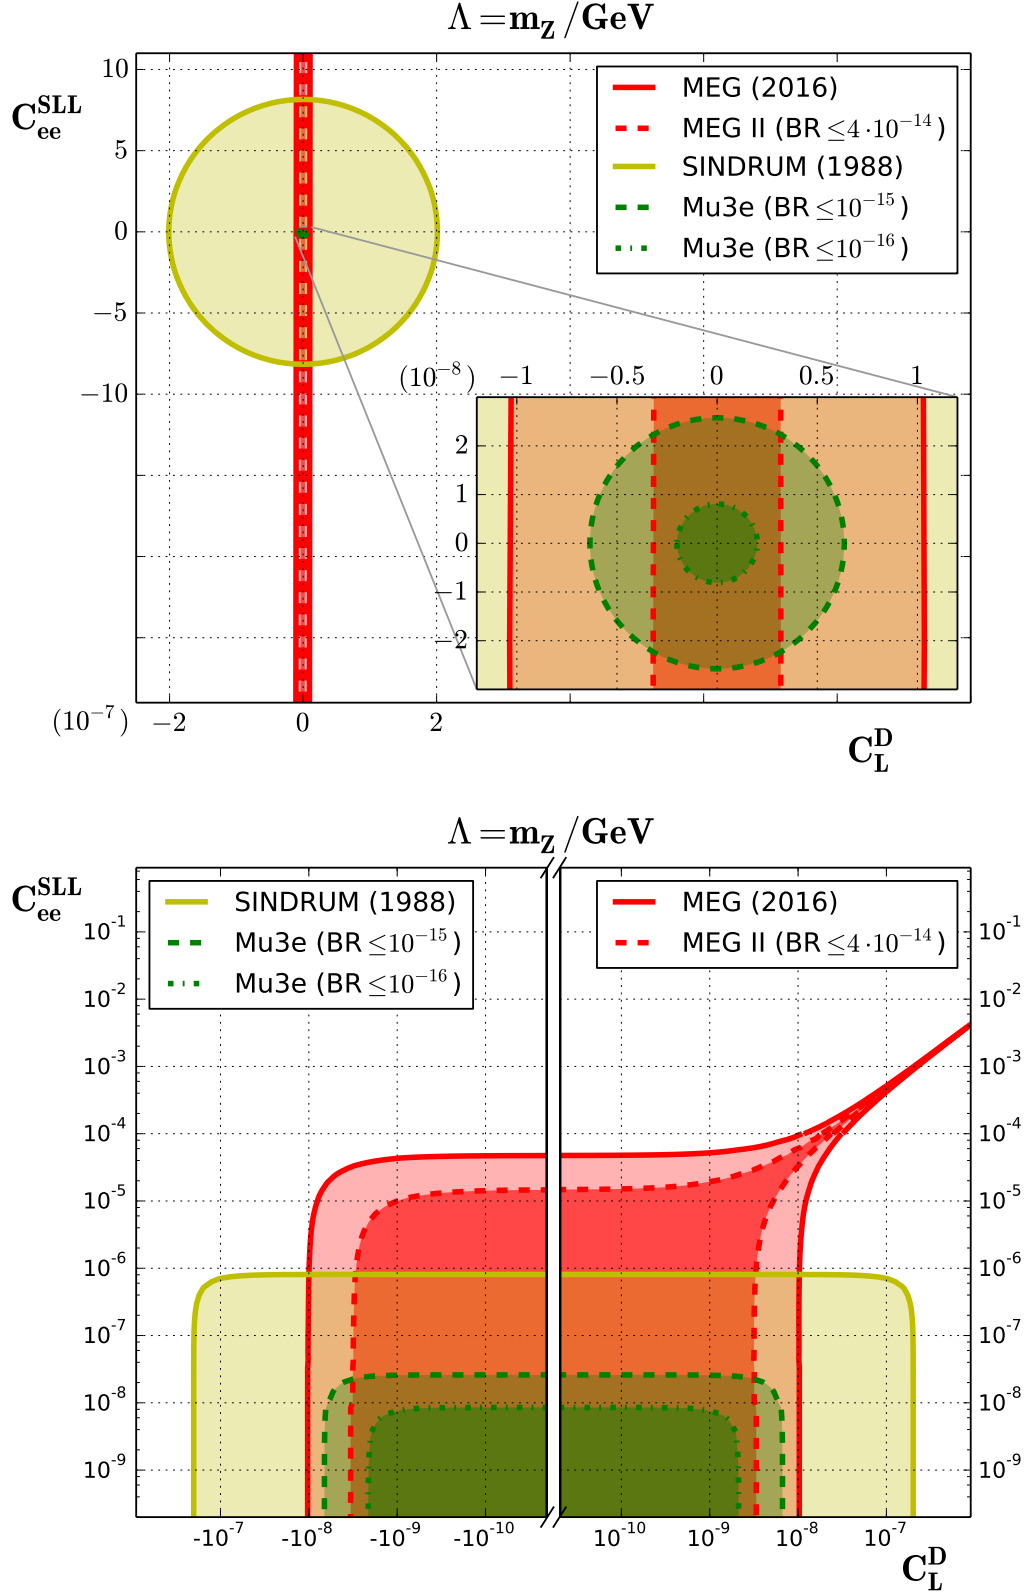 Λ = m_Z /GeV
C_ee^SLL
10
5
0
−5
−10
MEG (2016)
MEG II (BR ≤4·10^−14)
SINDRUM (1988)
Mu3e (BR ≤10^−15)
Mu3e (BR ≤10^−16)
(10^−8) −1 −0.5 0 0.5 1
2
1
0
−1
−2
(10^−7) −2 0 2
C_L^D
Λ = m_Z /GeV
C_ee^SLL
SINDRUM (1988)
Mu3e (BR ≤10^−15)
Mu3e (BR ≤10^−16)
MEG (2016)
MEG II (BR ≤4·10^−14)
10^-1 10^-1
10^-2 10^-2
10^-3 10^-3
10^-4 10^-4
10^-5 10^-5
10^-6 10^-6
10^-7 10^-7
10^-8 10^-8
10^-9 10^-9
-10^-7 -10^-8 -10^-9 -10^-10 10^-10 10^-9 10^-8 10^-7
C_L^D